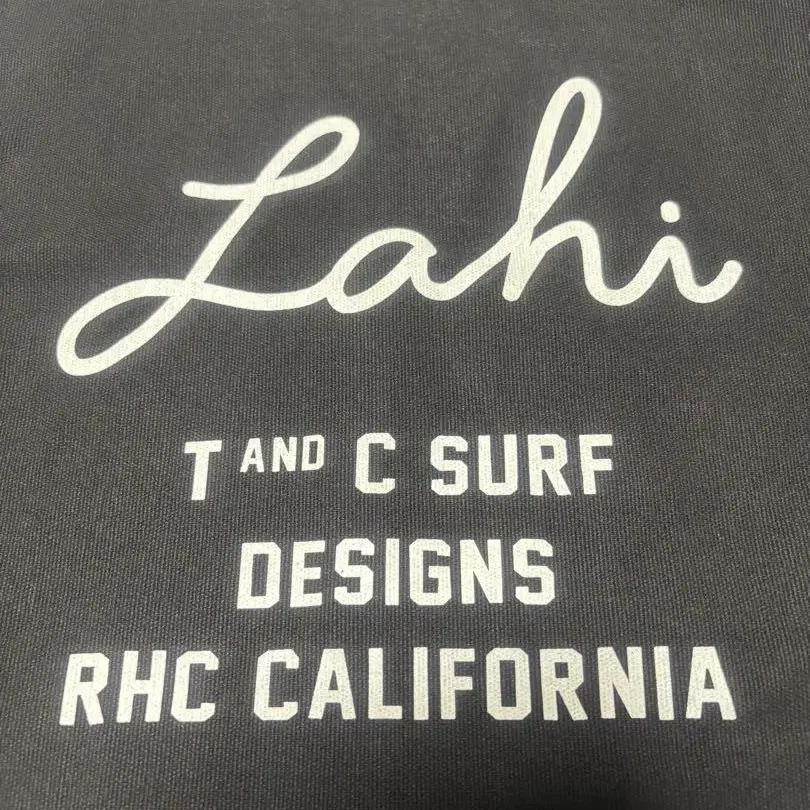 Lahi
T AND C SURF
DESIGNS
RHC CALIFORNIA